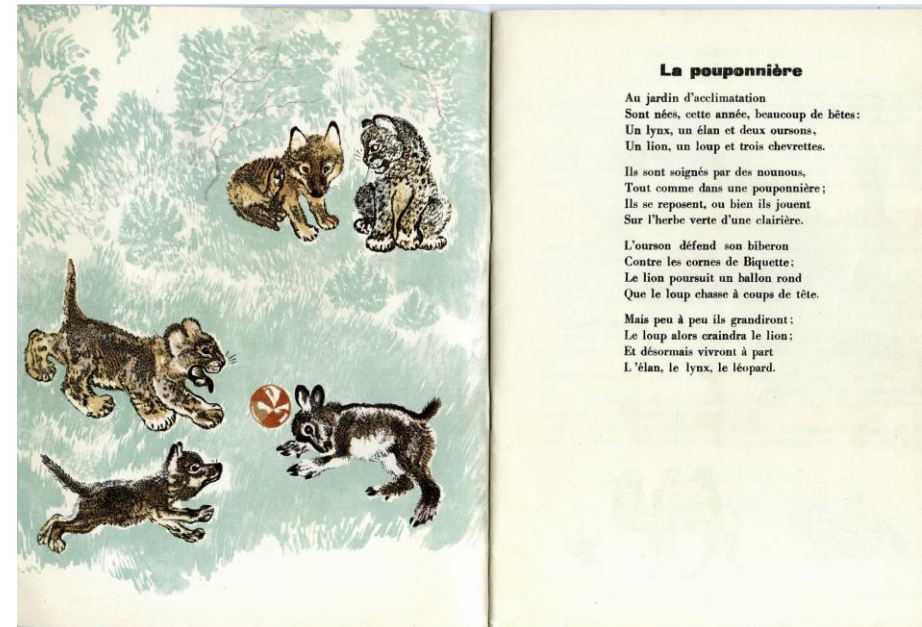 La pouponnière
Au jardin d'acclimatation
Sont nées, cette année, beaucoup de bêtes:
Un lynx, un élan et deux oursons,
Un lion, un loup et trois chevrettes.
Ils sont soignés par des nounous,
Tout comme dans une pouponnière;
Ils se reposent, ou bien ils jouent
Sur l'herbe verte d'une clairière.
L'ourson défend son biberon
Contre les cornes de Biquette;
Le lion poursuit un ballon rond
Que le loup chasse à coups de tête.
Mais peu à peu ils grandiront;
Le loup alors craindra le lion;
Et désormais vivront à part
L'élan, le lynx, le léopard.